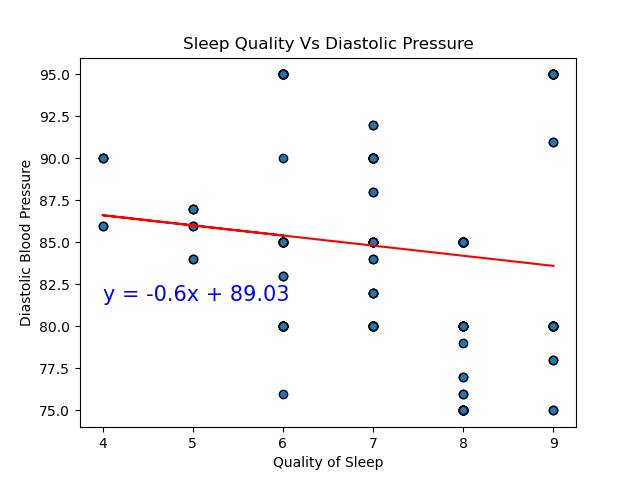 Sleep Quality Vs Diastolic Pressure
95.0
92.5
90.0
87.5
85.0
82.5
80.0
77.5
75.0
Diastolic Blood Pressure
y = -0.6x + 89.03
4 5 6 7 8 9
Quality of Sleep